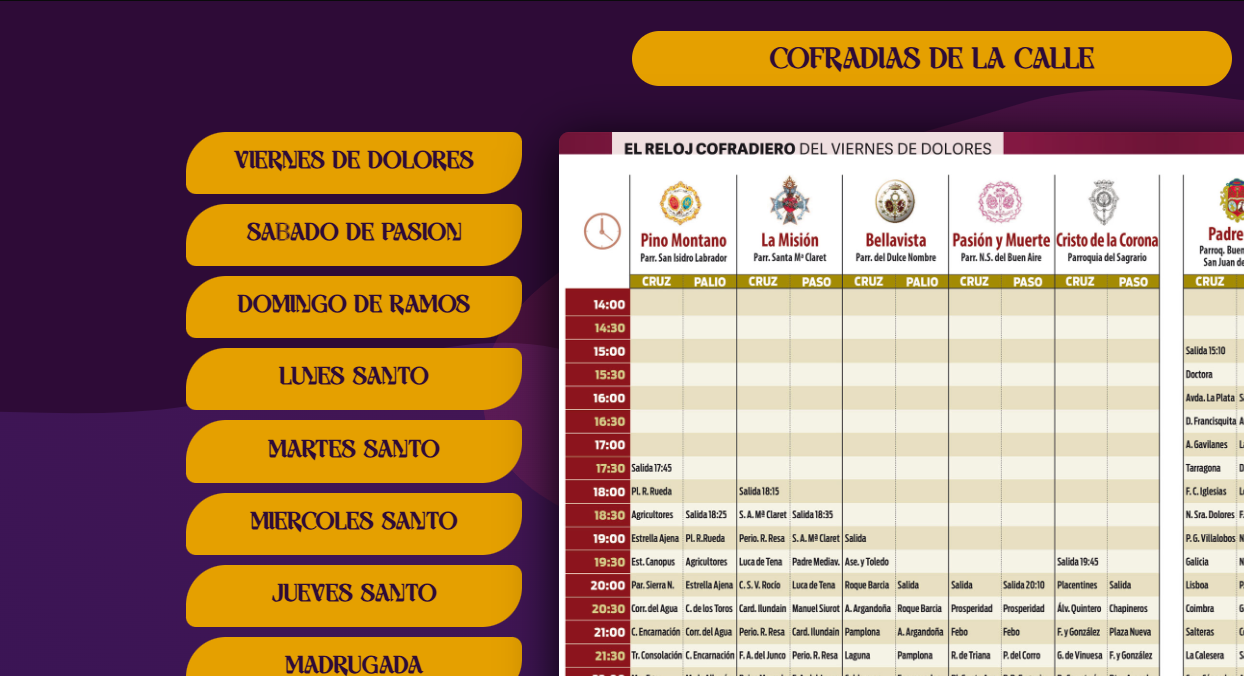 COFRADIAS DE LA CALLE
VIERNES DE DOLORES
SABADO DE PASION
DOMINGO DE RAMOS
LUNES SANTO
MARTES SANTO
MIERCOLES SANTO
JUEVES SANTO
MADRUGADA
EL RELOJ COFRADIERO DEL VIERNES DE DOLORES
Pino Montano La Misión Bellavista Pasión y Muerte Cristo de la Corona Padre
Parr. San Isidro Labrador Parr. Santa Mª Claret Parr. del Dulce Nombre Parr. N.S. del Buen Aire Parroquia del Sagrario Parroq. Buen
San Juan de
CRUZ PALIO CRUZ PASO CRUZ PALIO CRUZ PASO CRUZ PASO CRUZ
14:00
14:30
15:00 Salida 15:10
15:30 Doctora
16:00 Avda. La Plata
16:30 D. Francisquita
17:00 A. Gavilanes
17:30 Salida 17:45 Tarragona
18:00 Pl. R. Rueda Salida 18:15 F. C. Iglesias
18:30 Agricultores Salida 18:25 S. A. Mª Claret Salida 18:35 N. Sra. Dolores
19:00 Estrella Ajena Pl. R.Rueda Perio. R. Resa S. A. Mª Claret Salida P. G. Villalobos
19:30 Est. Canopus Agricultores Luca de Tena Padre Mediav. Ase. y Toledo Salida 19:45 Galicia
20:00 Par. Sierra N. Estrella Ajena C. S. V. Rocío Luca de Tena Roque Barcia Salida Salida Salida 20:10 Placentines Salida Lisboa
20:30 Corr. del Agua C. de los Toros Card. Ilundain Manuel Siurot A. Argandoña Roque Barcia Prosperidad Prosperidad Álv. Quintero Chapineros Coimbra
21:00 C. Encarnación Corr. del Agua Perio. R. Resa Card. Ilundain Pamplona A. Argandoña Febo Febo F. y González Plaza Nueva Salteras
21:30 Tr. Consolación C. Encarnación F. A. del Junco Perio. R. Resa Laguna Pamplona R. de Triana P. del Corro G. de Vinuesa F. y González La Calesera